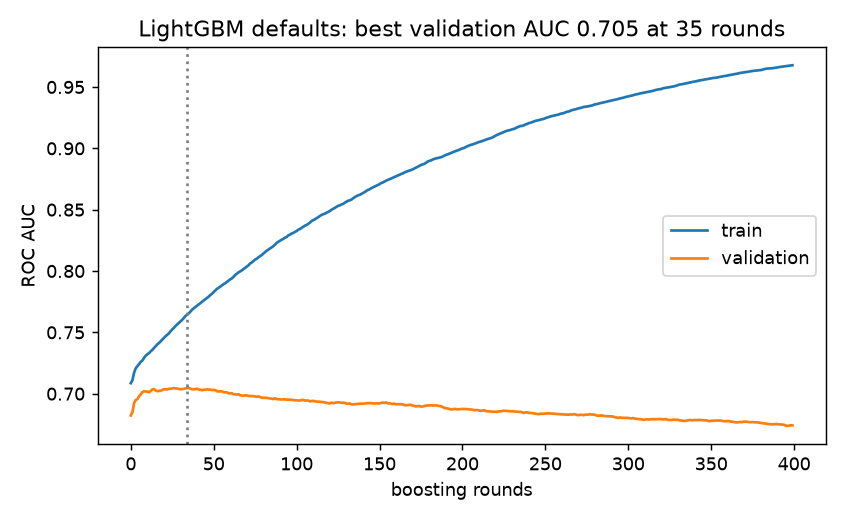 LightGBM defaults: best validation AUC 0.705 at 35 rounds
ROC AUC
0.95
0.90
0.85
0.80
0.75
0.70
train
validation
0 50 100 150 200 250 300 350 400
boosting rounds